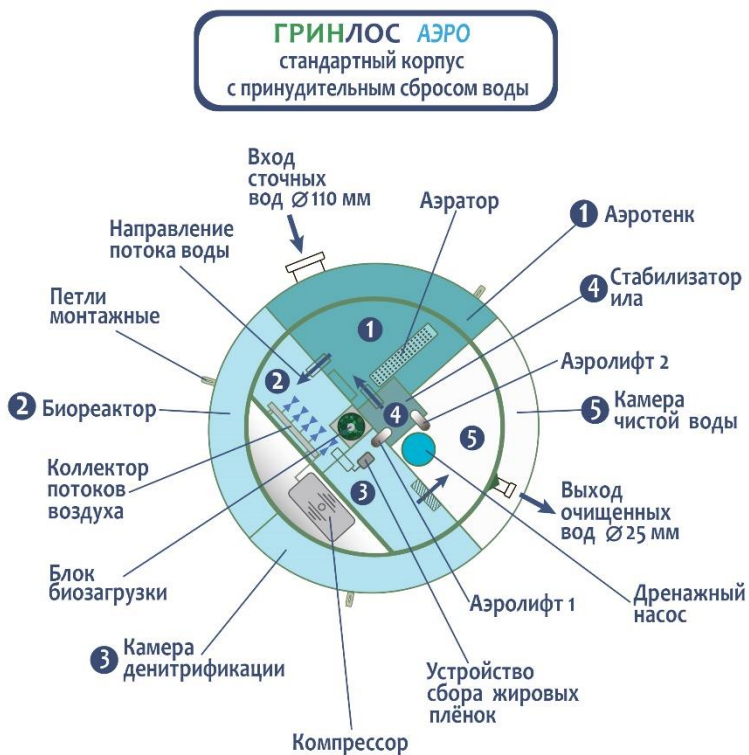 ГРИНЛОС АЭРО
стандартный корпус
с принудительным сбросом воды
Вход
сточных
вод Ø 110 мм
Аэратор
1 Аэротенк
Направление
потока воды
4 Стабилизатор
ила
Петли
монтажные
Аэролифт 2
2 Биореактор
5 Камера
чистой воды
1
2
4
5
3
Коллектор
потоков
воздуха
Выход
очищенных
вод Ø 25 мм
Блок
биозагрузки
Аэролифт 1
Дренажный
насос
3 Камера
денитрификации
Устройство
сбора жировых
плёнок
Компрессор